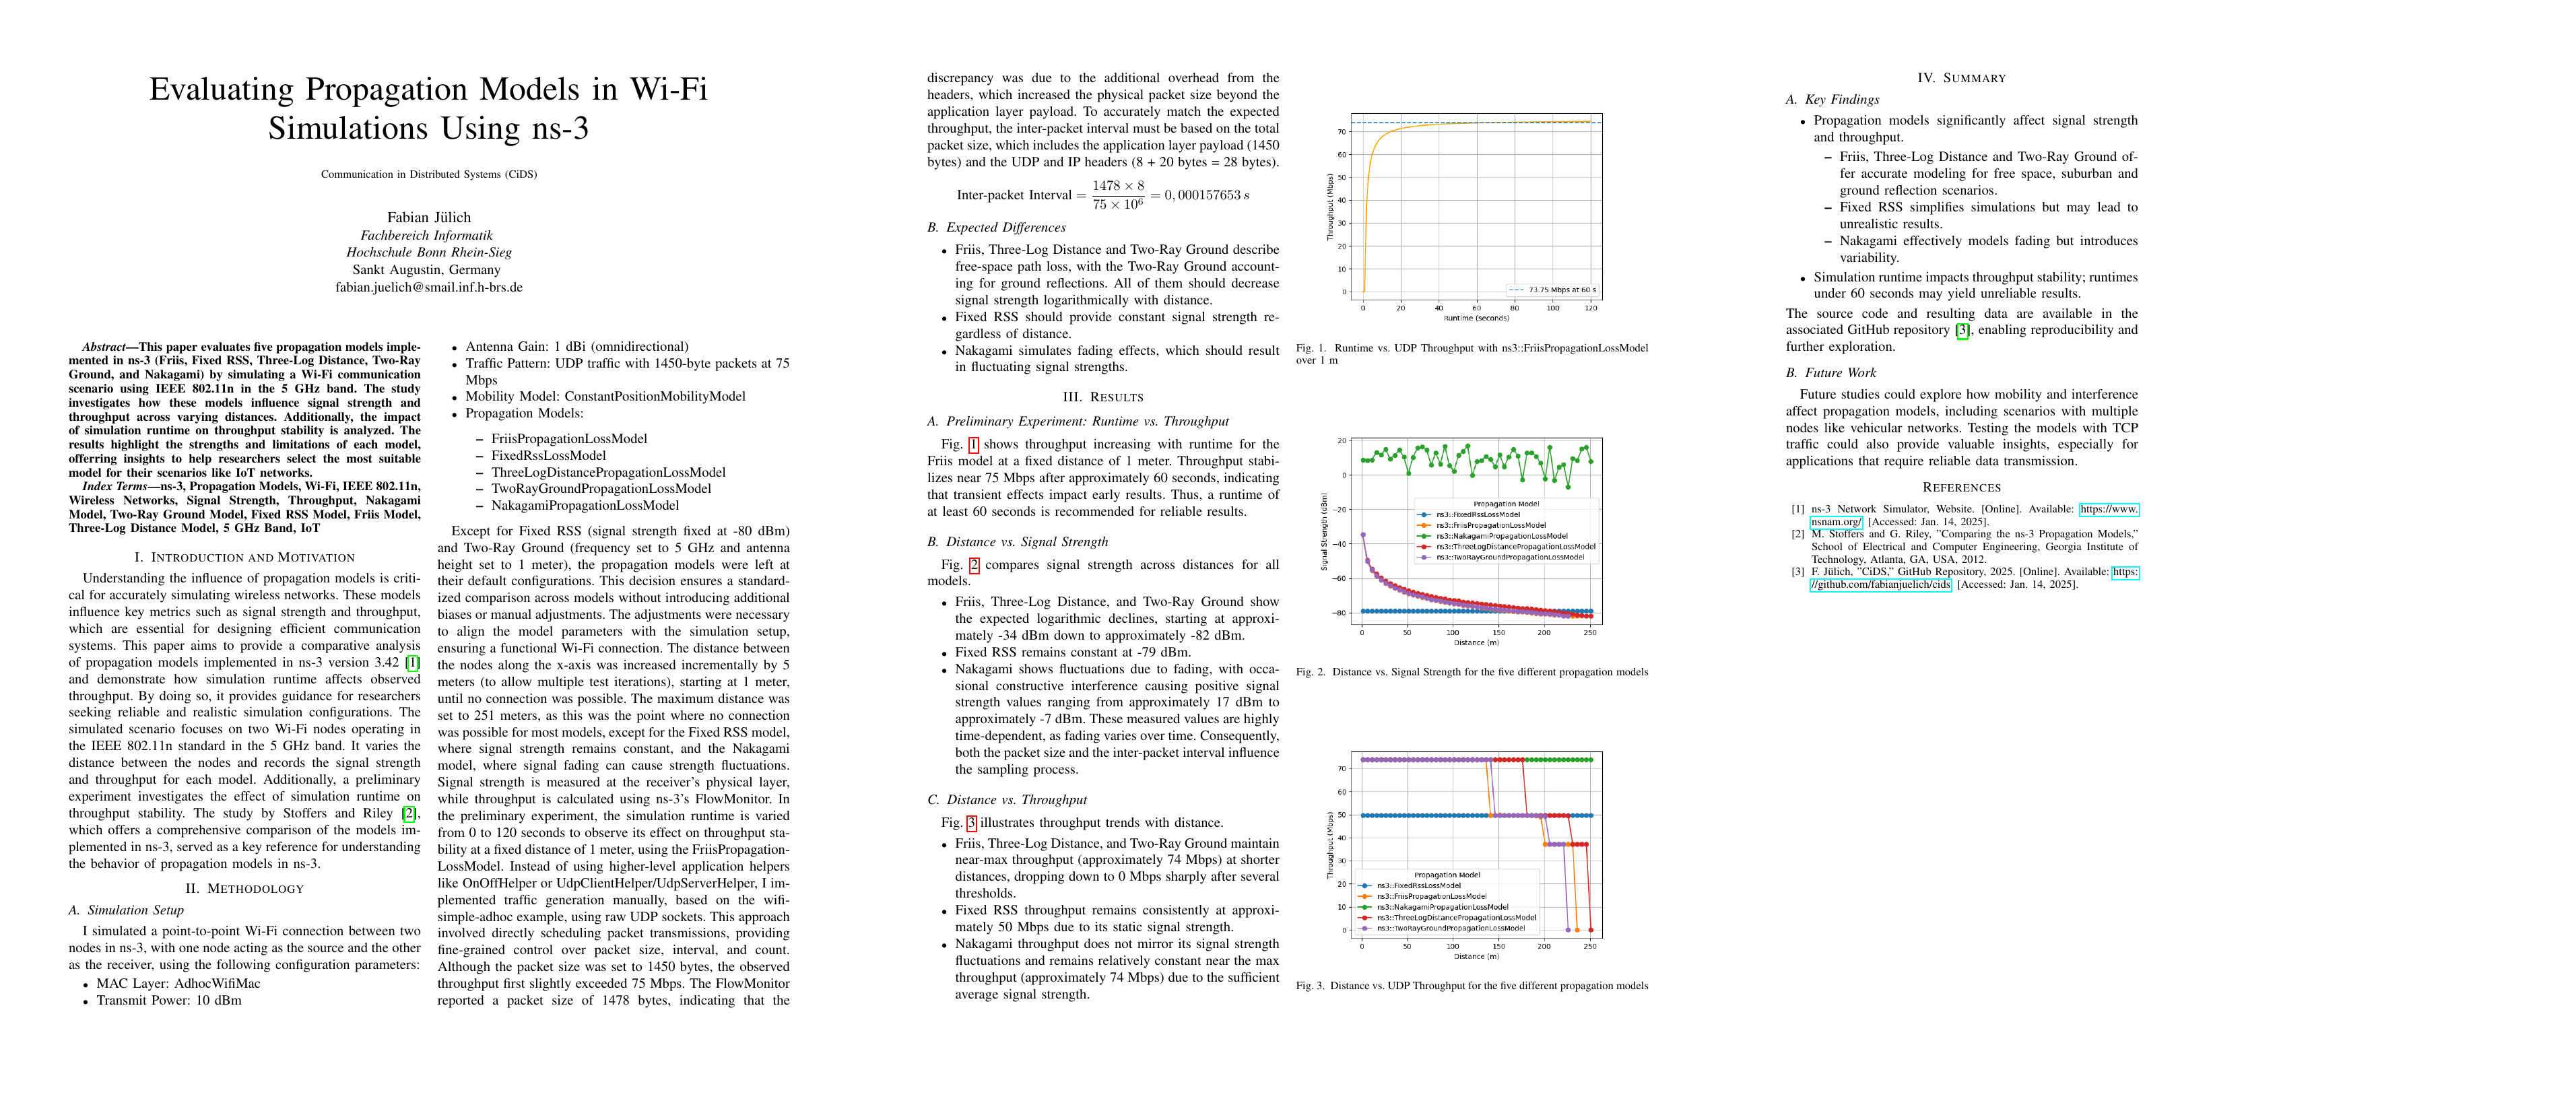 Evaluating Propagation Models in Wi-Fi
Simulations Using ns-3
Communication in Distributed Systems (CiDS)
Fabian Jülich
Fachbereich Informatik
Hochschule Bonn Rhein-Sieg
Sankt Augustin, Germany
fabian.juelich@smail.inf.h-brs.de
Abstract—This paper evaluates five propagation models imple-
mented in ns-3 (Friis, Fixed RSS, Three-Log Distance, Two-Ray
Ground, and Nakagami) by simulating a Wi-Fi communication
scenario using IEEE 802.11n in the 5 GHz band. The study
investigates how these models influence signal strength and
throughput across varying distances. Additionally, the impact
of simulation runtime on throughput stability is analyzed. The
results highlight the strengths and limitations of each model,
offering insights to help researchers select the most suitable
model for their scenarios like IoT networks.
Index Terms—ns-3, Propagation Models, Wi-Fi, IEEE 802.11n,
Wireless Networks, Signal Strength, Throughput, Nakagami
Model, Two-Ray Ground Model, Fixed RSS Model, Friis Model,
Three-Log Distance Model, 5 GHz Band, IoT
I. Introduction and Motivation
Understanding the influence of propagation models is criti-
cal for accurately simulating wireless networks. These models
influence key metrics such as signal strength and throughput,
which are essential for designing efficient communication
systems. This paper aims to provide a comparative analysis
of propagation models implemented in ns-3 version 3.42 [1]
and demonstrate how simulation runtime affects observed
throughput. By doing so, it provides guidance for researchers
seeking reliable and realistic simulation configurations. The
simulated scenario focuses on two Wi-Fi nodes operating in
the IEEE 802.11n standard in the 5 GHz band. It varies the
distance between the nodes and records the signal strength
and throughput for each model. Additionally, a preliminary
experiment investigates the effect of simulation runtime on
throughput stability. The study by Stoffers and Riley [2],
which offers a comprehensive comparison of the models im-
plemented in ns-3, served as a key reference for understanding
the behavior of propagation models in ns-3.
II. Methodology
A. Simulation Setup
I simulated a point-to-point Wi-Fi connection between two
nodes in ns-3, with one node acting as the source and the other
as the receiver, using the following configuration parameters:
• MAC Layer: AdhocWifiMac
• Transmit Power: 10 dBm
• Antenna Gain: 1 dBi (omnidirectional)
• Traffic Pattern: UDP traffic with 1450-byte packets at 75
Mbps
• Mobility Model: ConstantPositionMobilityModel
• Propagation Models:
– FriisPropagationLossModel
– FixedRssLossModel
– ThreeLogDistancePropagationLossModel
– TwoRayGroundPropagationLossModel
– NakagamiPropagationLossModel
Except for Fixed RSS (signal strength fixed at -80 dBm)
and Two-Ray Ground (frequency set to 5 GHz and antenna
height set to 1 meter), the propagation models were left at
their default configurations. This decision ensures a standard-
ized comparison across models without introducing additional
biases or manual adjustments. The adjustments were necessary
to align the model parameters with the simulation setup,
ensuring a functional Wi-Fi connection. The distance between
the nodes along the x-axis was increased incrementally by 5
meters (to allow multiple test iterations), starting at 1 meter,
until no connection was possible. The maximum distance was
set to 251 meters, as this was the point where no connection
was possible for most models, except for the Fixed RSS model,
where signal strength remains constant, and the Nakagami
model, where signal fading can cause strength fluctuations.
Signal strength is measured at the receiver's physical layer,
while throughput is calculated using ns-3's FlowMonitor. In
the preliminary experiment, the simulation runtime is varied
from 0 to 120 seconds to observe its effect on throughput sta-
bility at a fixed distance of 1 meter, using the FriisPropagation-
LossModel. Instead of using higher-level application helpers
like OnOffHelper or UdpClientHelper/UdpServerHelper, I im-
plemented traffic generation manually, based on the wifi-
simple-adhoc example, using raw UDP sockets. This approach
involved directly scheduling packet transmissions, providing
fine-grained control over packet size, interval, and count.
Although the packet size was set to 1450 bytes, the observed
throughput first slightly exceeded 75 Mbps. The FlowMonitor
reported a packet size of 1478 bytes, indicating that the
discrepancy was due to the additional overhead from the
headers, which increased the physical packet size beyond the
application layer payload. To accurately match the expected
throughput, the inter-packet interval must be based on the total
packet size, which includes the application layer payload (1450
bytes) and the UDP and IP headers (8 + 20 bytes = 28 bytes).
Inter-packet Interval = 1478 × 8 / 75 × 10⁶ = 0,000157653 s
B. Expected Differences
• Friis, Three-Log Distance and Two-Ray Ground describe
free-space path loss, with the Two-Ray Ground account-
ing for ground reflections. All of them should decrease
signal strength logarithmically with distance.
• Fixed RSS should provide constant signal strength re-
gardless of distance.
• Nakagami simulates fading effects, which should result
in fluctuating signal strengths.
III. Results
A. Preliminary Experiment: Runtime vs. Throughput
Fig. 1 shows throughput increasing with runtime for the
Friis model at a fixed distance of 1 meter. Throughput stabi-
lizes near 75 Mbps after approximately 60 seconds, indicating
that transient effects impact early results. Thus, a runtime of
at least 60 seconds is recommended for reliable results.
B. Distance vs. Signal Strength
Fig. 2 compares signal strength across distances for all
models.
• Friis, Three-Log Distance, and Two-Ray Ground show
the expected logarithmic declines, starting at approxi-
mately -34 dBm down to approximately -82 dBm.
• Fixed RSS remains constant at -79 dBm.
• Nakagami shows fluctuations due to fading, with occa-
sional constructive interference causing positive signal
strength values ranging from approximately 17 dBm to
approximately -7 dBm. These measured values are highly
time-dependent, as fading varies over time. Consequently,
both the packet size and the inter-packet interval influence
the sampling process.
C. Distance vs. Throughput
Fig. 3 illustrates throughput trends with distance.
• Friis, Three-Log Distance, and Two-Ray Ground maintain
near-max throughput (approximately 74 Mbps) at shorter
distances, dropping down to 0 Mbps sharply after several
thresholds.
• Fixed RSS throughput remains consistently at approxi-
mately 50 Mbps due to its static signal strength.
• Nakagami throughput does not mirror its signal strength
fluctuations and remains relatively constant near the max
throughput (approximately 74 Mbps) due to the sufficient
average signal strength.
Throughput (Mbps)
70
60
50
40
30
20
10
0
73.75 Mbps at 60 s
0 20 40 60 80 100 120
Runtime (seconds)
Fig. 1. Runtime vs. UDP Throughput with ns3::FriisPropagationLossModel
over 1 m
Signal Strength (dBm)
20
0
−20
−40
−60
−80
Propagation Model
ns3::FixedRssLossModel
ns3::FriisPropagationLossModel
ns3::NakagamiPropagationLossModel
ns3::ThreeLogDistancePropagationLossModel
ns3::TwoRayGroundPropagationLossModel
0 50 100 150 200 250
Distance (m)
Fig. 2. Distance vs. Signal Strength for the five different propagation models
Throughput (Mbps)
70
60
50
40
30
20
10
0
Propagation Model
ns3::FixedRssLossModel
ns3::FriisPropagationLossModel
ns3::NakagamiPropagationLossModel
ns3::ThreeLogDistancePropagationLossModel
ns3::TwoRayGroundPropagationLossModel
0 50 100 150 200 250
Distance (m)
Fig. 3. Distance vs. UDP Throughput for the five different propagation models
IV. Summary
A. Key Findings
• Propagation models significantly affect signal strength
and throughput.
– Friis, Three-Log Distance and Two-Ray Ground of-
fer accurate modeling for free space, suburban and
ground reflection scenarios.
– Fixed RSS simplifies simulations but may lead to
unrealistic results.
– Nakagami effectively models fading but introduces
variability.
• Simulation runtime impacts throughput stability; runtimes
under 60 seconds may yield unreliable results.
The source code and resulting data are available in the
associated GitHub repository [3], enabling reproducibility and
further exploration.
B. Future Work
Future studies could explore how mobility and interference
affect propagation models, including scenarios with multiple
nodes like vehicular networks. Testing the models with TCP
traffic could also provide valuable insights, especially for
applications that require reliable data transmission.
References
[1] ns-3 Network Simulator, Website. [Online]. Available: https://www.
nsnam.org/ [Accessed: Jan. 14, 2025].
[2] M. Stoffers and G. Riley, "Comparing the ns-3 Propagation Models,"
School of Electrical and Computer Engineering, Georgia Institute of
Technology, Atlanta, GA, USA, 2012.
[3] F. Jülich, "CiDS," GitHub Repository, 2025. [Online]. Available: https:
//github.com/fabianjuelich/cids [Accessed: Jan. 14, 2025].